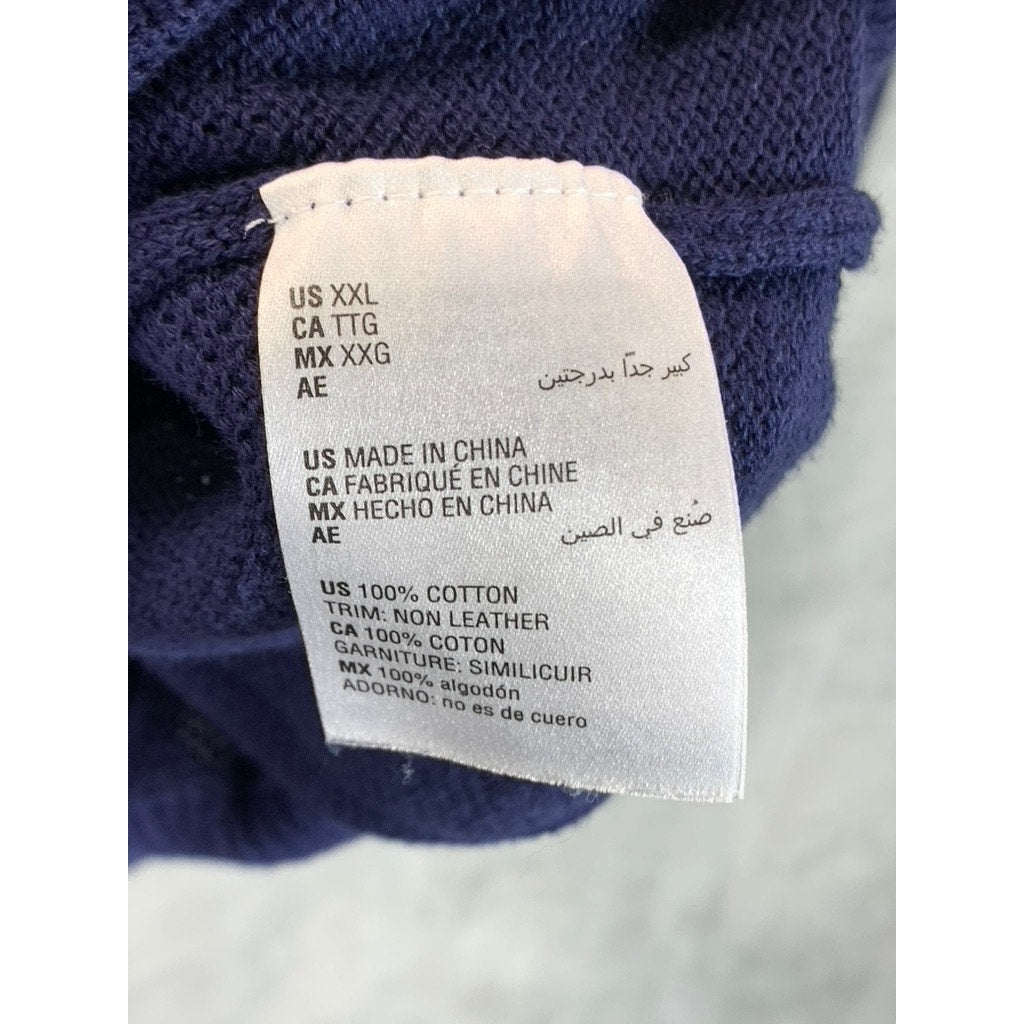 US XXL
CA TTG
MX XXG
AE كبير جدًا بدرجتين
US MADE IN CHINA
CA FABRIQUÉ EN CHINE
MX HECHO EN CHINA
AE صُنع في الصين
US 100% COTTON
TRIM: NON LEATHER
CA 100% COTON
GARNITURE: SIMILICUIR
MX 100% algodón
ADORNO: no es de cuero